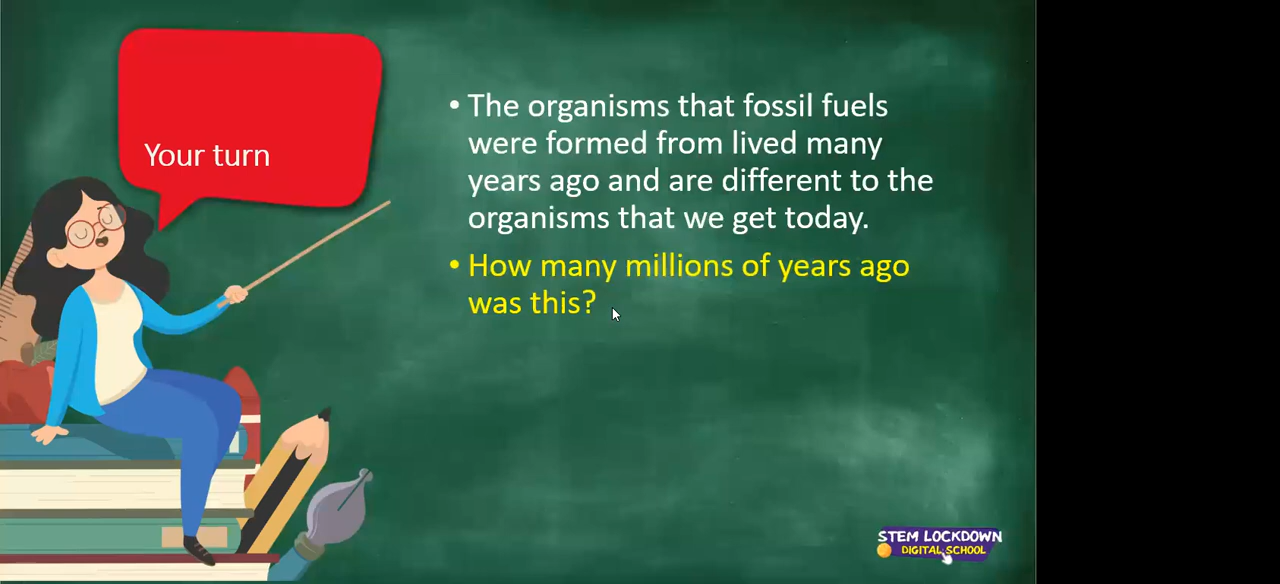 Your turn
• The organisms that fossil fuels
were formed from lived many
years ago and are different to the
organisms that we get today.
• How many millions of years ago
was this?
STEM LOCKDOWN
DIGITAL SCHOOL